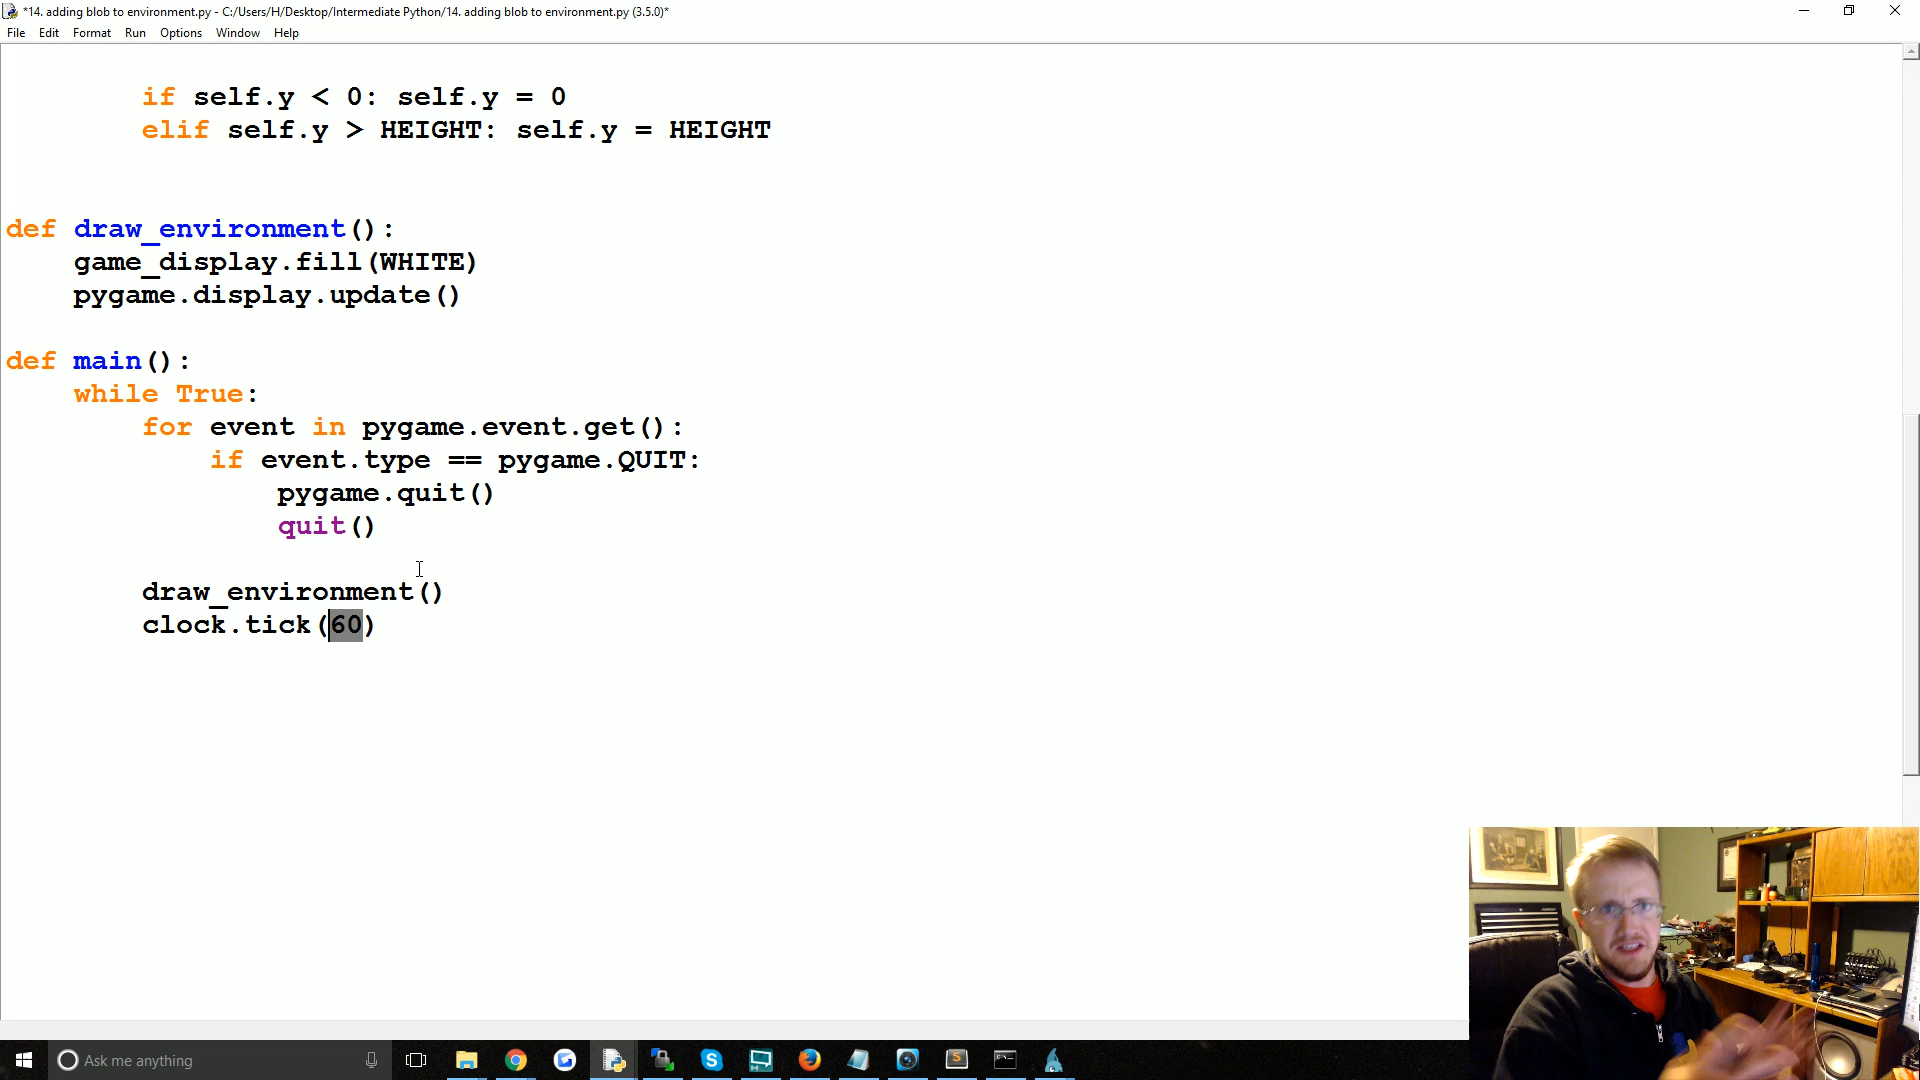 *14. adding blob to environment.py - C:/Users/H/Desktop/Intermediate Python/14. adding blob to environment.py (3.5.0)*
File Edit Format Run Options Window Help
if self.y < 0: self.y = 0
elif self.y > HEIGHT: self.y = HEIGHT
def draw_environment():
game_display.fill(WHITE)
pygame.display.update()
def main():
while True:
for event in pygame.event.get():
if event.type == pygame.QUIT:
pygame.quit()
quit()
draw_environment()
clock.tick(60)
Ask me anything